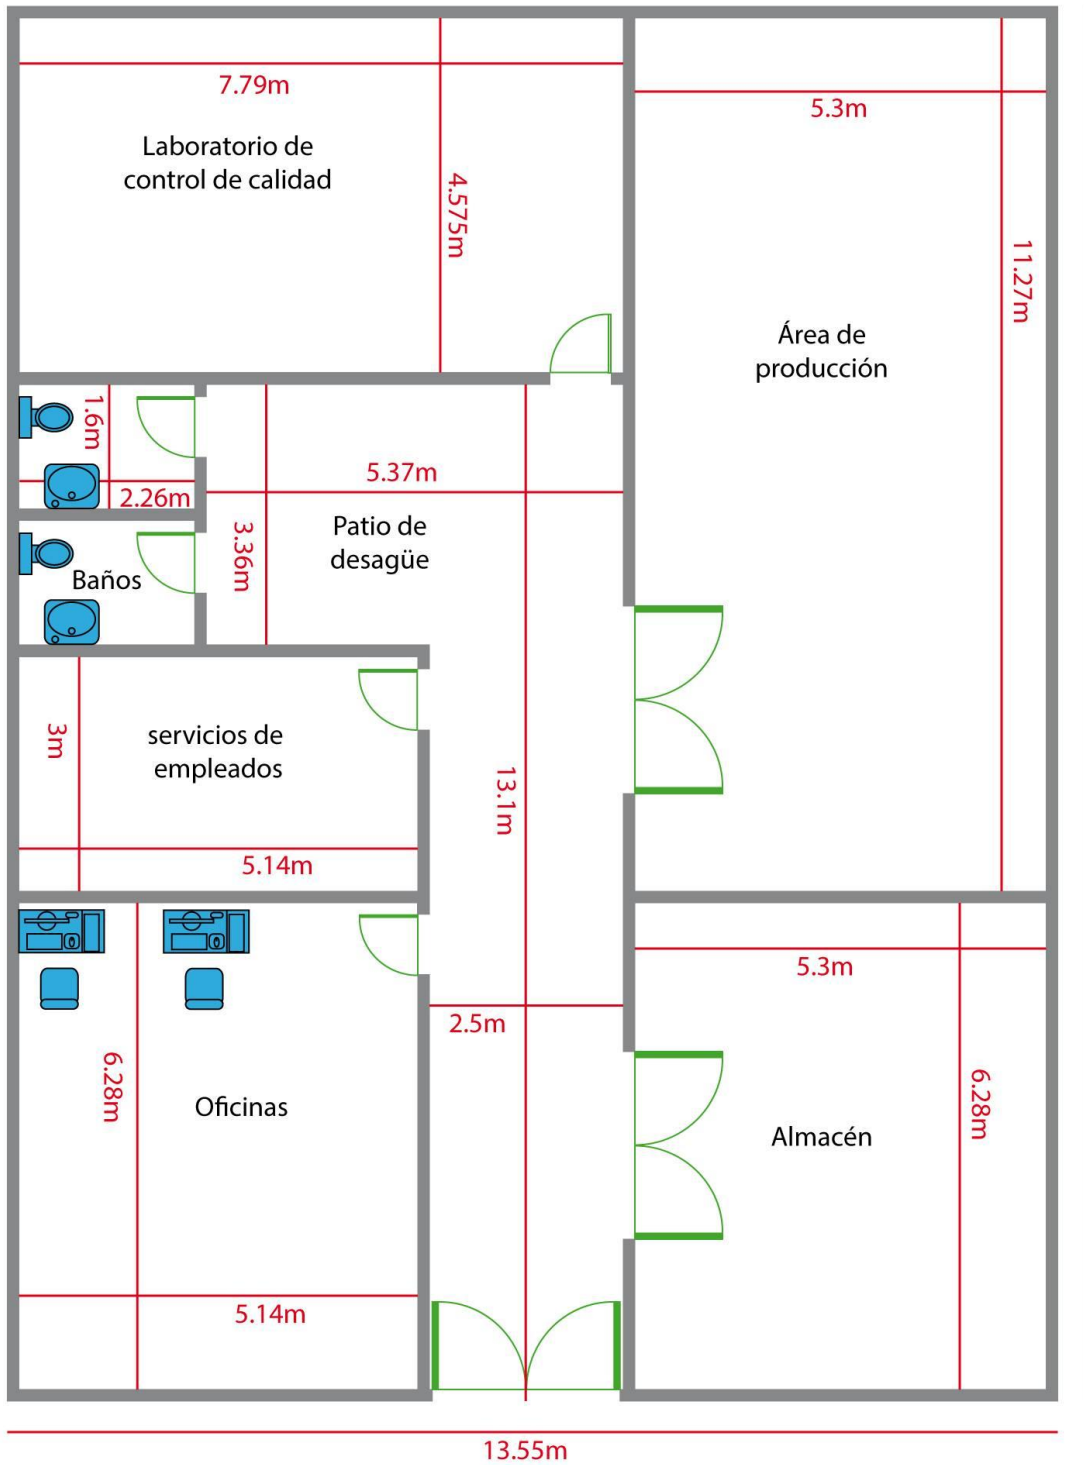 7.79m
5.3m
Laboratorio de
control de calidad
4.575m
11.27m
Área de
producción
1.6m
2.26m
5.37m
Patio de
desagüe
3.36m
Baños
servicios de
empleados
3m
13.1m
5.14m
5.3m
2.5m
6.28m
6.28m
Oficinas
Almacén
5.14m
13.55m